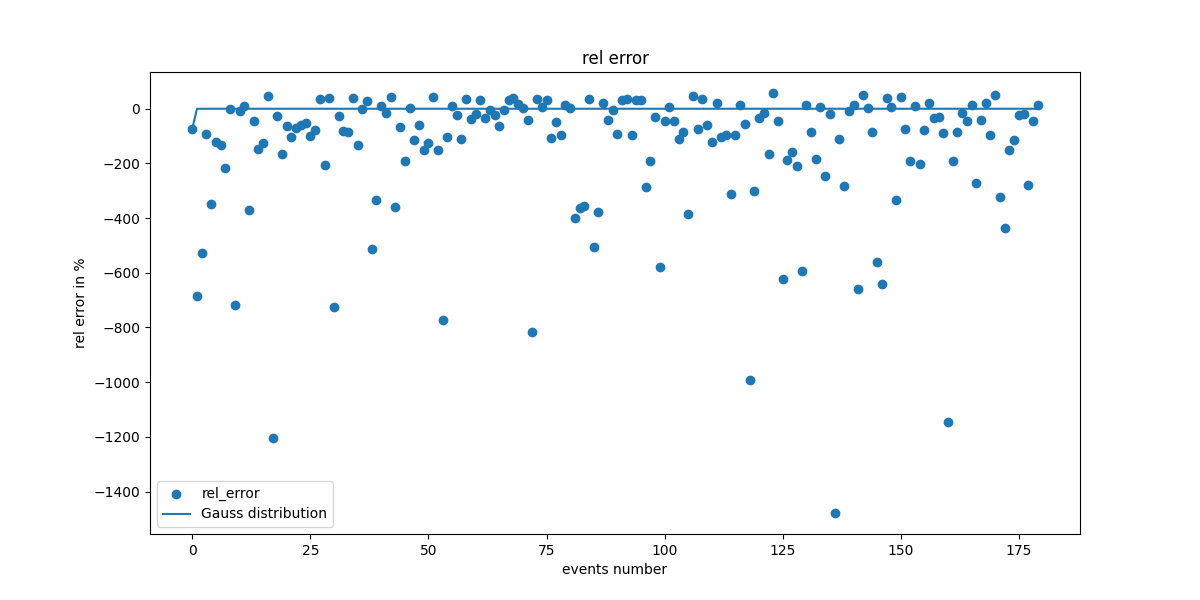 rel error
rel error in %
0
−200
−400
−600
−800
−1000
−1200
−1400
rel_error
Gauss distribution
0 25 50 75 100 125 150 175
events number